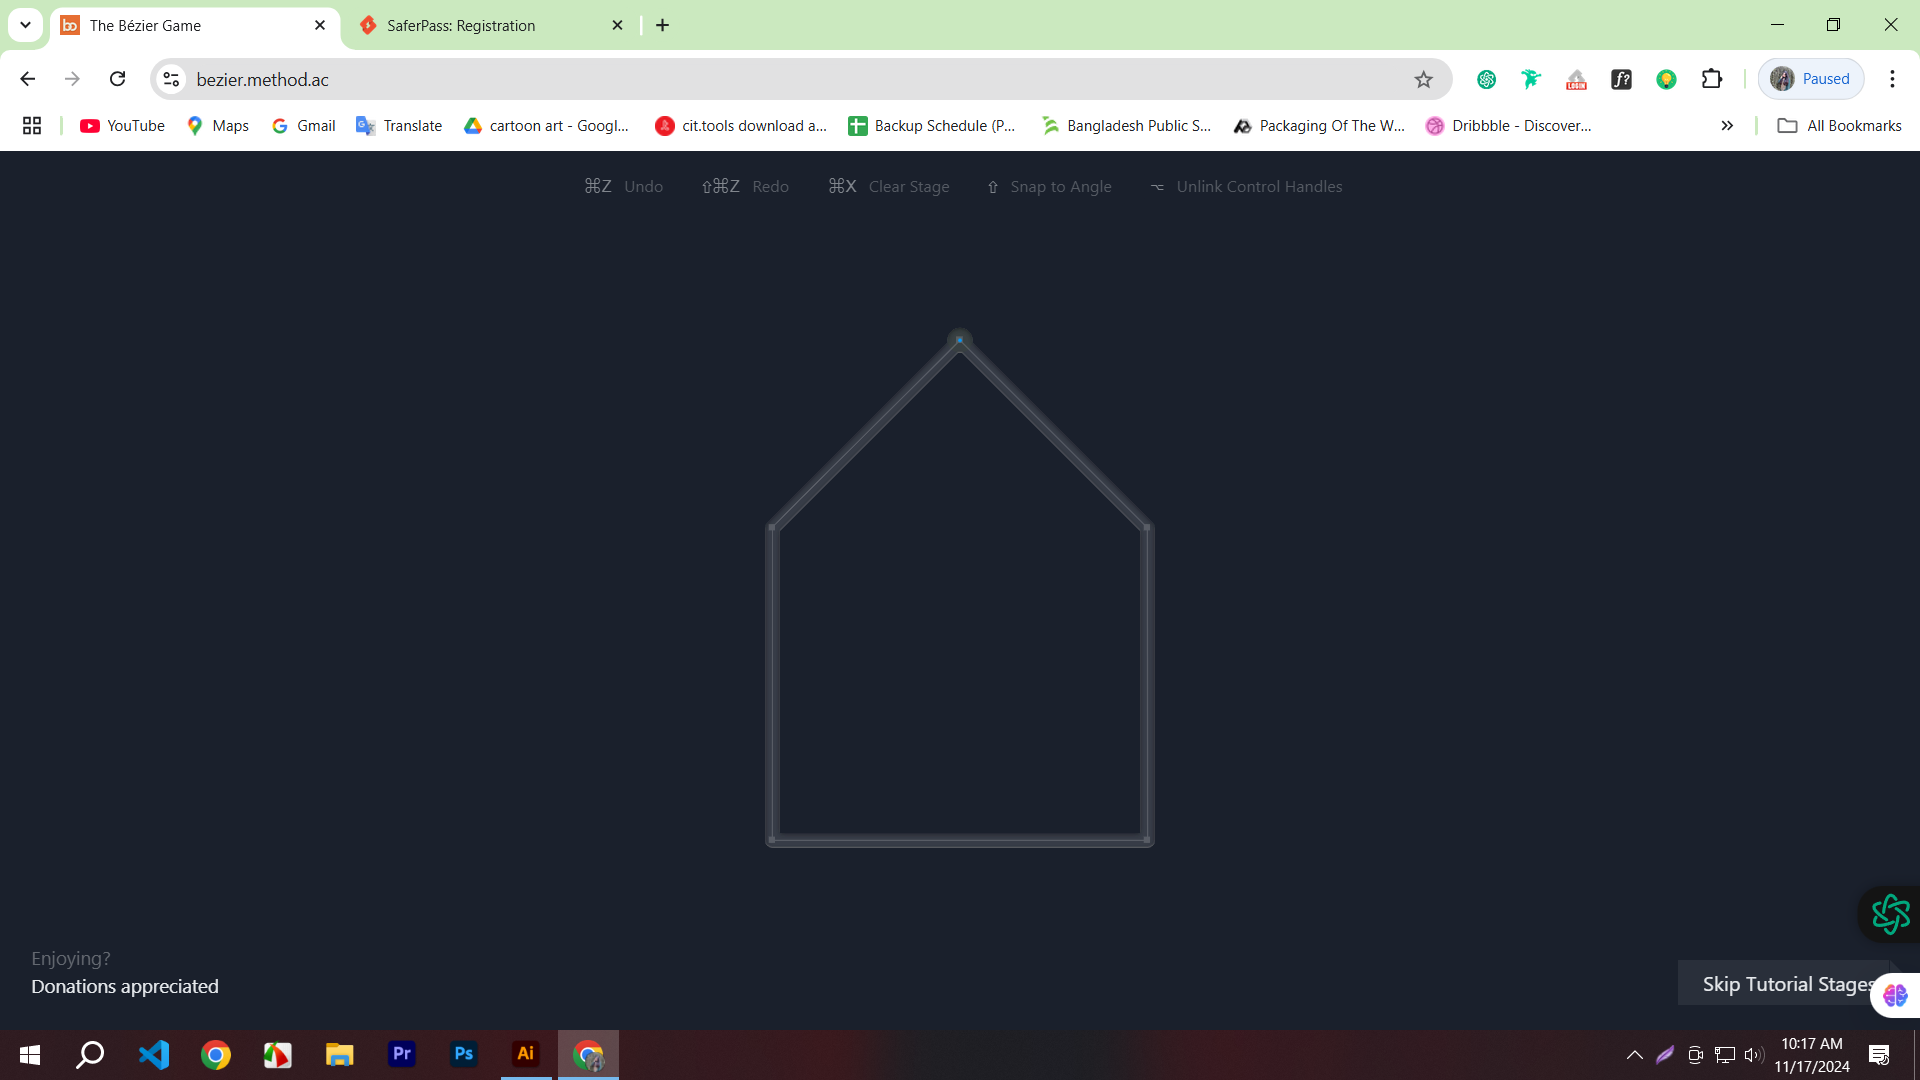 The Bézier Game
SaferPass: Registration
bezier.method.ac
LOGIN
f?
Paused
YouTube
Maps
Gmail
Translate
cartoon art - Googl...
cit.tools download a...
Backup Schedule (P...
Bangladesh Public S...
Packaging Of The W...
Dribbble - Discover...
»
All Bookmarks
⌘Z Undo
⇧⌘Z Redo
⌘X Clear Stage
⇧ Snap to Angle
⌥ Unlink Control Handles
Enjoying?
Donations appreciated
Skip Tutorial Stages
Pr
Ps
Ai
10:17 AM
11/17/2024